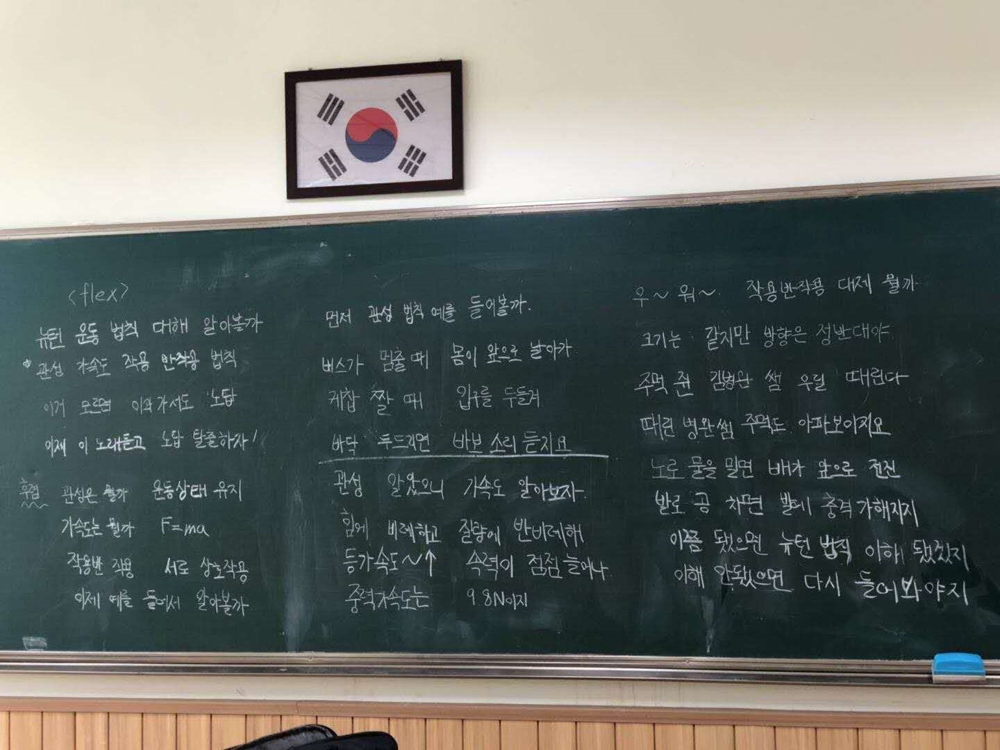 <flex>
뉴턴 운동 법칙 대해 알아볼까
* 관성 가속도 작용 반작용 법칙
이거 모르면 이과가서도 노답
이제 이 노래듣고 노답 탈출하자!
후렴 관성은 뭘까 운동상태 유지
가속도는 뭘까 F=ma
작용반 작용 서로 상호작용
이제 예를 들어서 알아볼까
먼저 관성 법칙 예를 들어볼까.
버스가 멈출 때 몸이 앞으로 날아가
케찹 짤 때 입구를 두들겨
바닥 두드리면 바보 소리 듣지요
관성 알았으니 가속도 알아보자.
힘에 비례하고 질량에 반비례해
등가속도~↑ 속력이 점점 늘어나
중력가속도는 9.8N이지
우~워~ 작용반작용 대체 뭘까
크기는 같지만 방향은 정반대야
주먹 쥔 김병완 쌤 우릴 때린다
때린 병완쌤 주먹도 아파보이지요
노로 물을 밀면 배가 앞으로 전진
발로 공 차면 발에 충격 가해지지
이쯤 됐으면 뉴턴 법칙 이해 됐겠지
이해 안됐으면 다시 들어봐야지